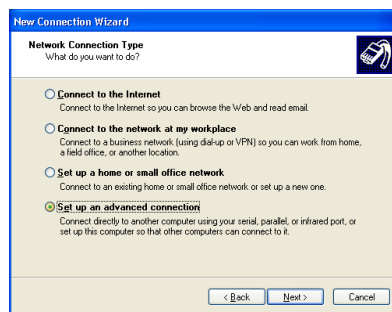 New Connection Wizard
Network Connection Type
What do you want to do?
Connect to the Internet
Connect to the Internet so you can browse the Web and read email.
Connect to the network at my workplace
Connect to a business network (using dial-up or VPN) so you can work from home,
a field office, or another location.
Set up a home or small office network
Connect to an existing home or small office network or set up a new one.
Set up an advanced connection
Connect directly to another computer using your serial, parallel, or infrared port, or
set up this computer so that other computers can connect to it.
< Back Next > Cancel